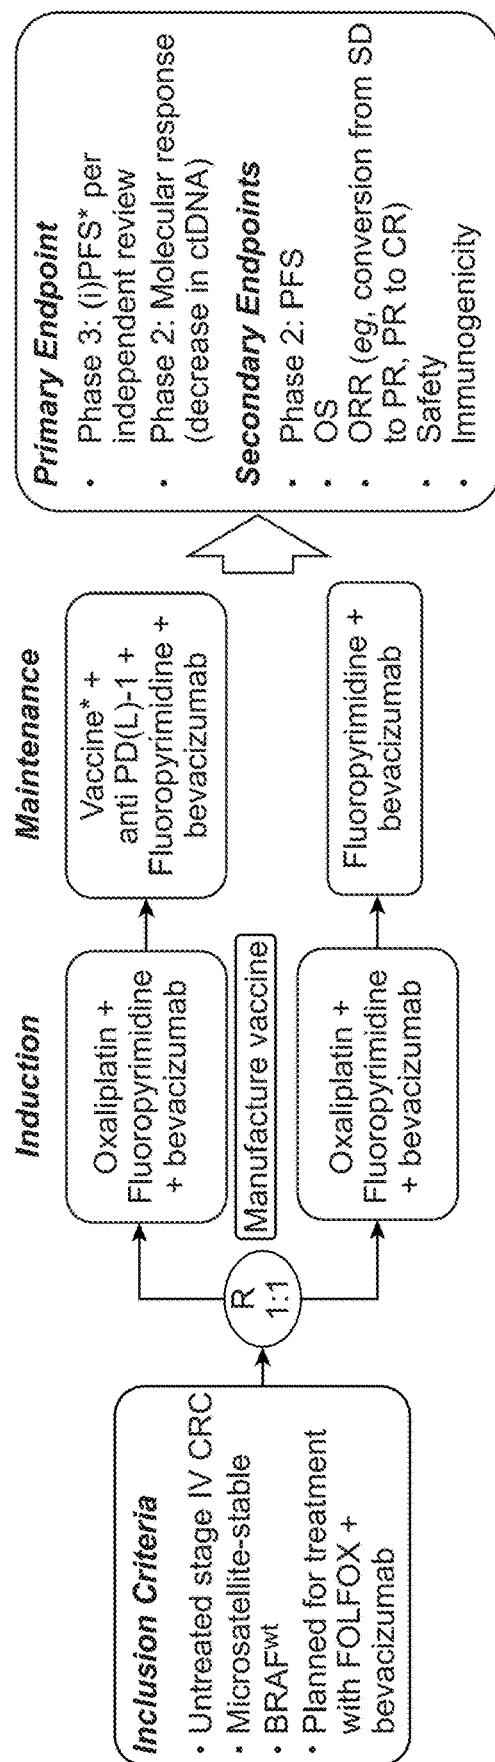 Inclusion Criteria
• Untreated stage IV CRC
• Microsatellite-stable
• BRAFwt
• Planned for treatment
with FOLFOX +
bevacizumab
R
1:1
Induction
Oxaliplatin +
Fluoropyrimidine
+ bevacizumab
Manufacture vaccine
Oxaliplatin +
Fluoropyrimidine
+ bevacizumab
Maintenance
Vaccine* +
anti PD(L)-1 +
Fluoropyrimidine +
bevacizumab
Fluoropyrimidine +
bevacizumab
Primary Endpoint
• Phase 3: (i)PFS* per
independent review
• Phase 2: Molecular response
(decrease in ctDNA)
Secondary Endpoints
• Phase 2: PFS
• OS
• ORR (eg, conversion from SD
to PR, PR to CR)
• Safety
• Immunogenicity